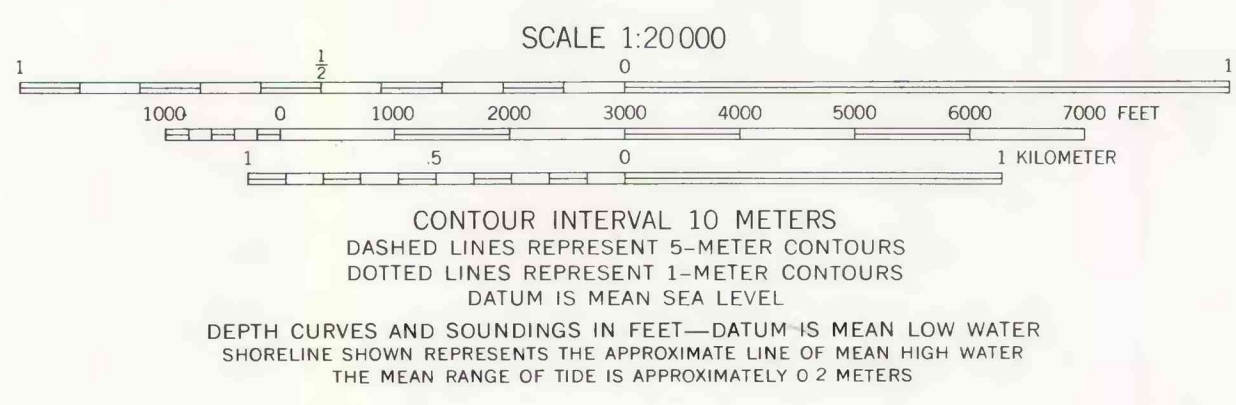 SCALE 1:20 000
1 1/2 0 1
1000 0 1000 2000 3000 4000 5000 6000 7000 FEET
1 .5 0 1 KILOMETER
CONTOUR INTERVAL 10 METERS
DASHED LINES REPRESENT 5–METER CONTOURS
DOTTED LINES REPRESENT 1–METER CONTOURS
DATUM IS MEAN SEA LEVEL
DEPTH CURVES AND SOUNDINGS IN FEET—DATUM IS MEAN LOW WATER
SHORELINE SHOWN REPRESENTS THE APPROXIMATE LINE OF MEAN HIGH WATER
THE MEAN RANGE OF TIDE IS APPROXIMATELY 0 2 METERS